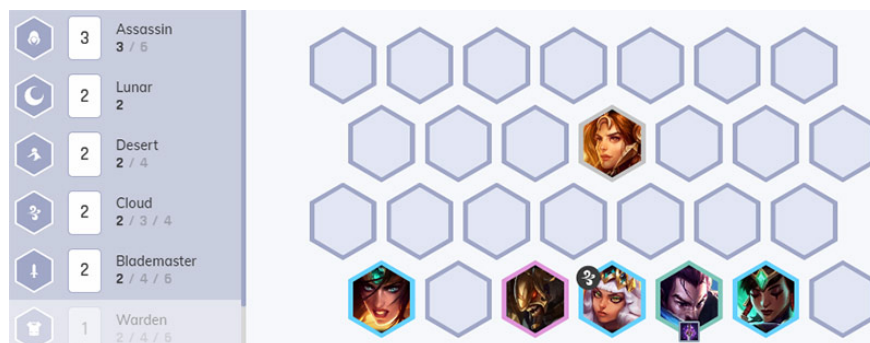 3
Assassin
3 / 6
2
Lunar
2
2
Desert
2 / 4
2
Cloud
2 / 3 / 4
2
Blademaster
2 / 4 / 6
1
Warden
2 / 4 / 6